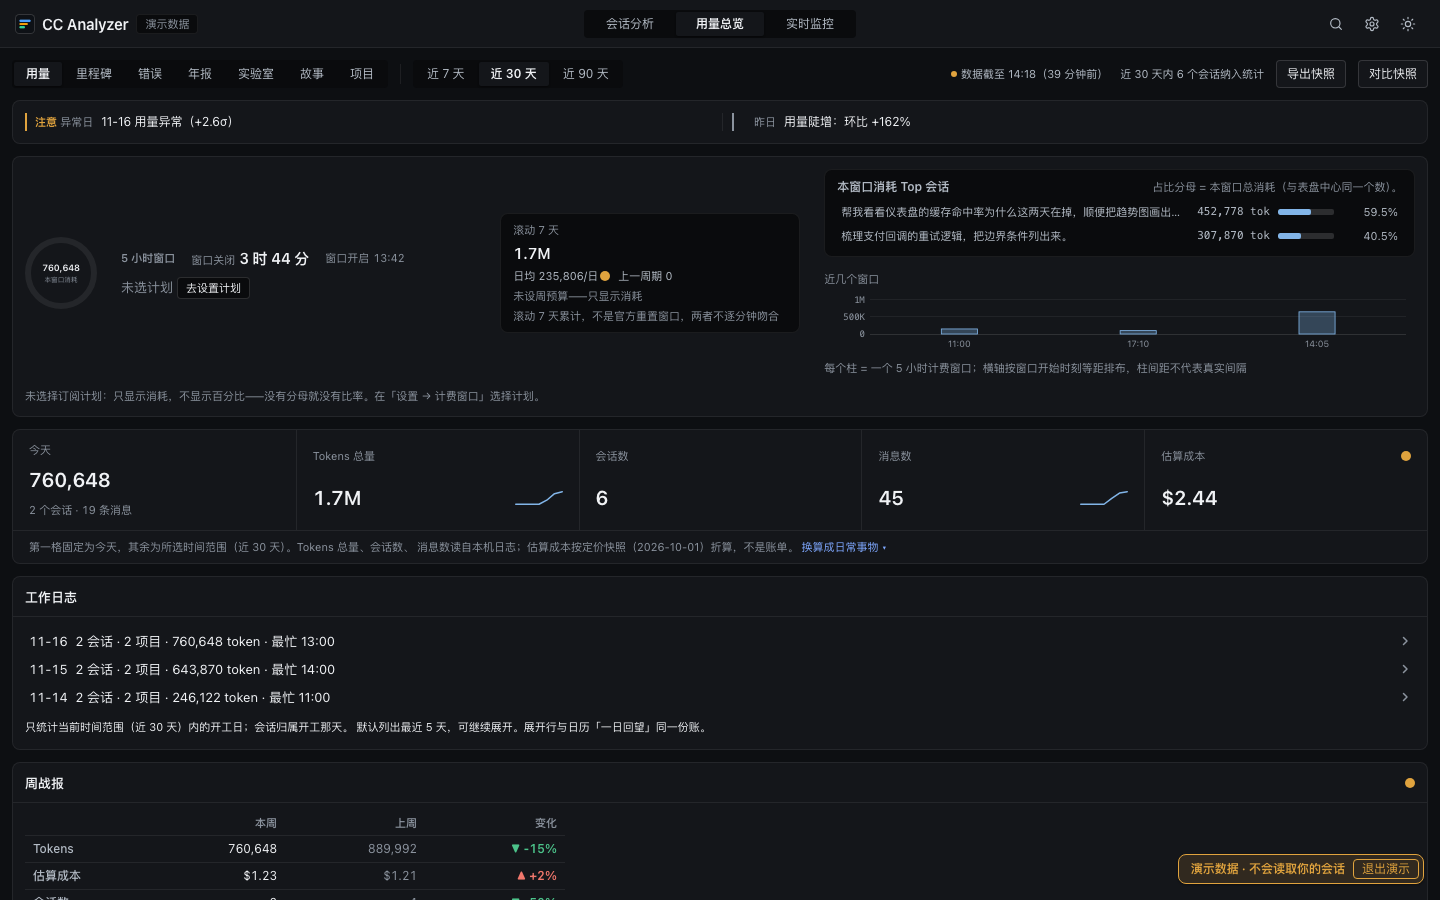 CC Analyzer 演示数据 会话分析 用量总览 实时监控
用量 里程碑 错误 年报 实验室 故事 项目 近 7 天 近 30 天 近 90 天 数据截至 14:18（39 分钟前） 近 30 天内 6 个会话纳入统计 导出快照 对比快照
注意 异常日 11-16 用量异常（+2.6σ） 昨日 用量陡增：环比 +162%
760,648
本窗口消耗
5 小时窗口 窗口关闭 3 时 44 分 窗口开启 13:42
未选计划 去设置计划
滚动 7 天
1.7M
日均 235,806/日 上一周期 0
未设周预算——只显示消耗
滚动 7 天累计，不是官方重置窗口，两者不逐分钟吻合
本窗口消耗 Top 会话 占比分母 = 本窗口总消耗（与表盘中心同一个数）。
帮我看看仪表盘的缓存命中率为什么这两天在掉，顺便把趋势图画出... 452,778 tok 59.5%
梳理支付回调的重试逻辑，把边界条件列出来。 307,870 tok 40.5%
近几个窗口
1M
500K
0
11:00 17:10 14:05
每个柱 = 一个 5 小时计费窗口；横轴按窗口开始时刻等距排布，柱间距不代表真实间隔
未选择订阅计划：只显示消耗，不显示百分比——没有分母就没有比率。在「设置 → 计费窗口」选择计划。
今天
760,648
2 个会话 · 19 条消息
Tokens 总量
1.7M
会话数
6
消息数
45
估算成本
$2.44
第一格固定为今天，其余为所选时间范围（近 30 天）。Tokens 总量、会话数、 消息数读自本机日志；估算成本按定价快照（2026-10-01）折算，不是账单。 换算成日常事物 ▾
工作日志
11-16 2 会话 · 2 项目 · 760,648 token · 最忙 13:00
11-15 2 会话 · 2 项目 · 643,870 token · 最忙 14:00
11-14 2 会话 · 2 项目 · 246,122 token · 最忙 11:00
只统计当前时间范围（近 30 天）内的开工日；会话归属开工那天。 默认列出最近 5 天，可继续展开。展开行与日历「一日回望」同一份账。
周战报
本周 上周 变化
Tokens 760,648 889,992 ▼ -15%
估算成本 $1.23 $1.21 ▲ +2%
演示数据 · 不会读取你的会话 退出演示